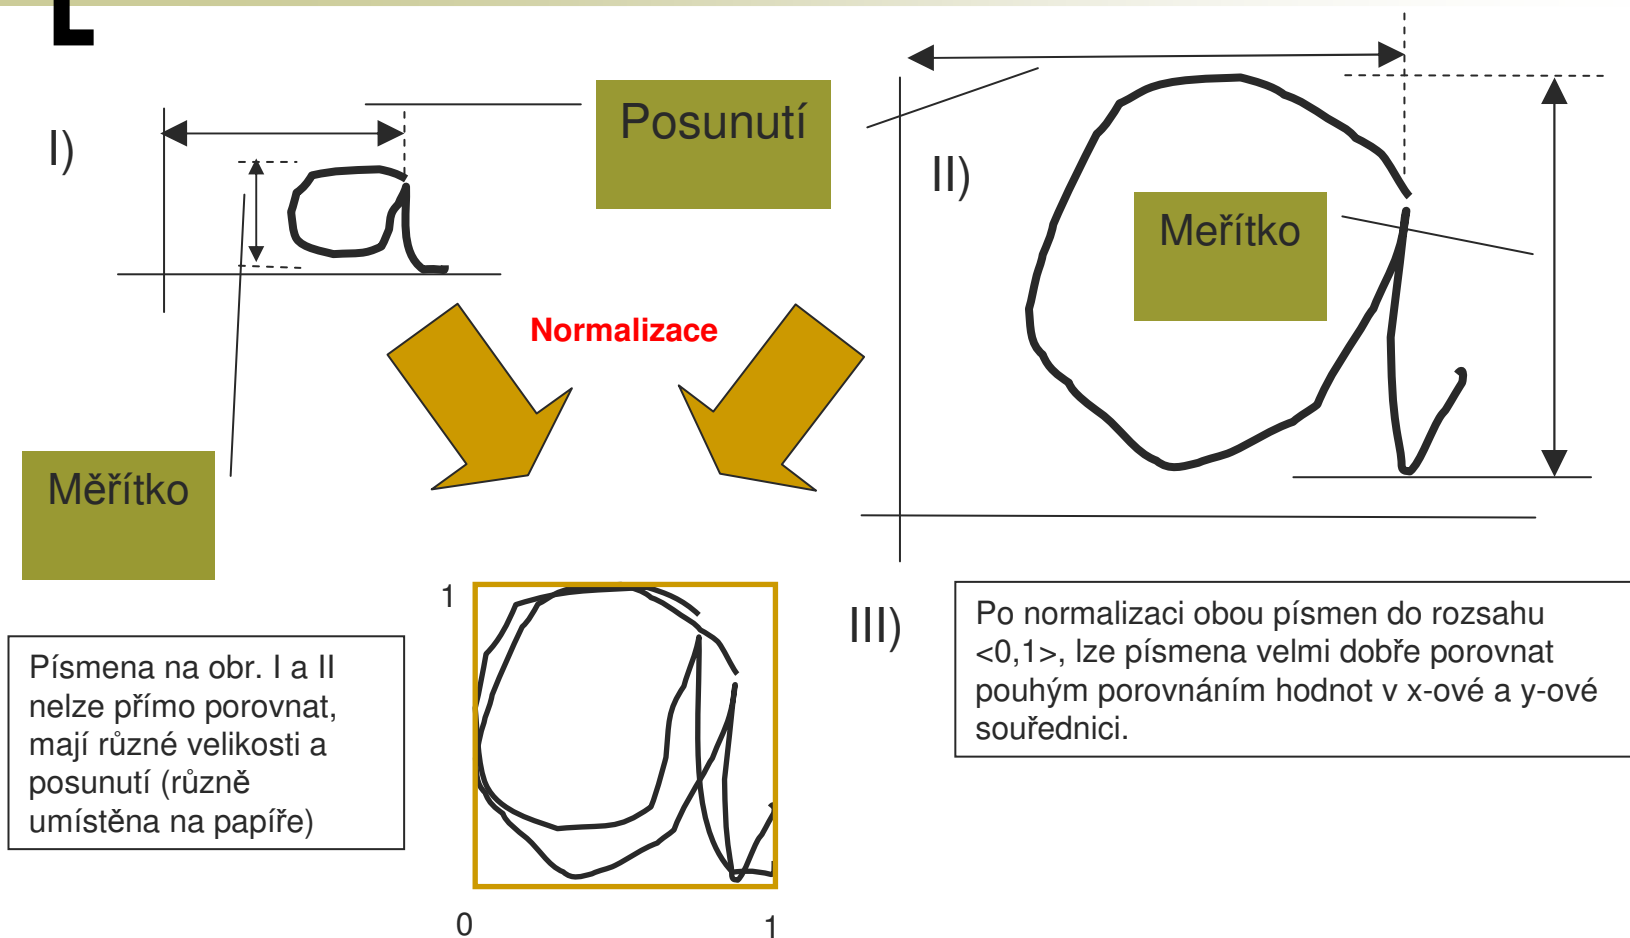 L
I)
Posunutí
II)
Meřítko
Normalizace
Měřítko
1
III)
Po normalizaci obou písmen do rozsahu
<0,1>, lze písmena velmi dobře porovnat
pouhým porovnáním hodnot v x-ové a y-ové
souřednici.
Písmena na obr. I a II
nelze přímo porovnat,
mají různé velikosti a
posunutí (různě
umístěna na papíře)
0
1